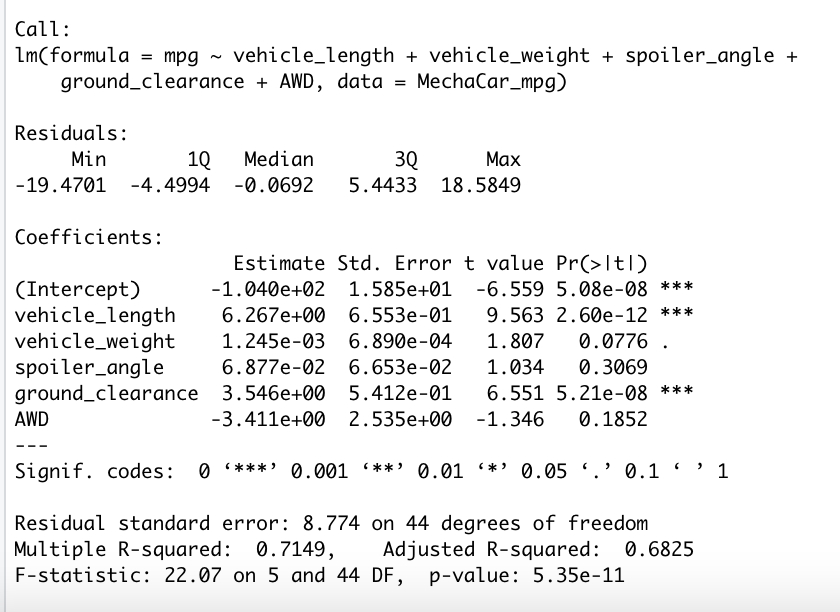 Call:
lm(formula = mpg ~ vehicle_length + vehicle_weight + spoiler_angle +
    ground_clearance + AWD, data = MechaCar_mpg)

Residuals:
     Min       1Q   Median       3Q      Max
-19.4701  -4.4994  -0.0692   5.4433  18.5849

Coefficients:
                   Estimate Std. Error t value Pr(>|t|)
(Intercept)      -1.040e+02  1.585e+01  -6.559 5.08e-08 ***
vehicle_length    6.267e+00  6.553e-01   9.563 2.60e-12 ***
vehicle_weight    1.245e-03  6.890e-04   1.807   0.0776 .
spoiler_angle     6.877e-02  6.653e-02   1.034   0.3069
ground_clearance  3.546e+00  5.412e-01   6.551 5.21e-08 ***
AWD              -3.411e+00  2.535e+00  -1.346   0.1852
---
Signif. codes:  0 ‘***’ 0.001 ‘**’ 0.01 ‘*’ 0.05 ‘.’ 0.1 ‘ ’ 1

Residual standard error: 8.774 on 44 degrees of freedom
Multiple R-squared:  0.7149,    Adjusted R-squared:  0.6825
F-statistic: 22.07 on 5 and 44 DF,  p-value: 5.35e-11